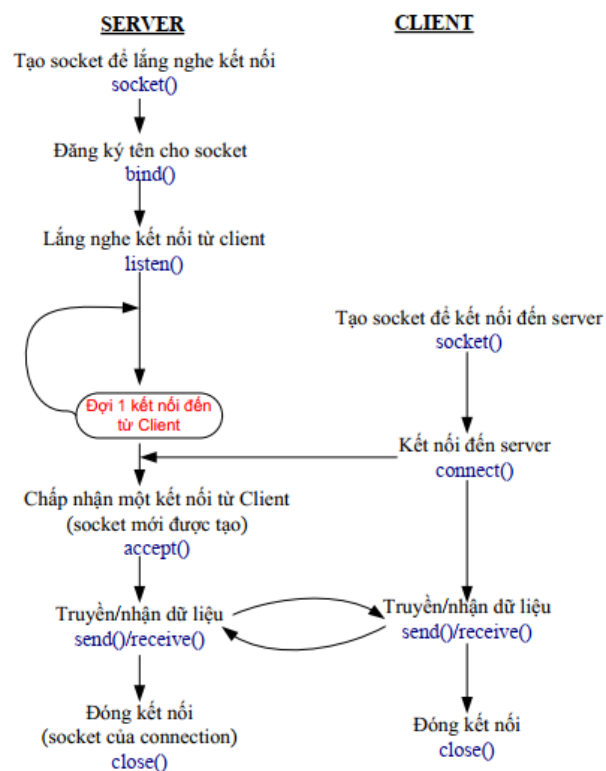 SERVER
Tạo socket để lắng nghe kết nối
socket()
Đăng ký tên cho socket
bind()
Lắng nghe kết nối từ client
listen()
Đợi 1 kết nối đến
từ Client
Chấp nhận một kết nối từ Client
(socket mới được tạo)
accept()
Truyền/nhận dữ liệu
send()/receive()
Đóng kết nối
(socket của connection)
close()
CLIENT
Tạo socket để kết nối đến server
socket()
Kết nối đến server
connect()
Truyền/nhận dữ liệu
send()/receive()
Đóng kết nối
close()